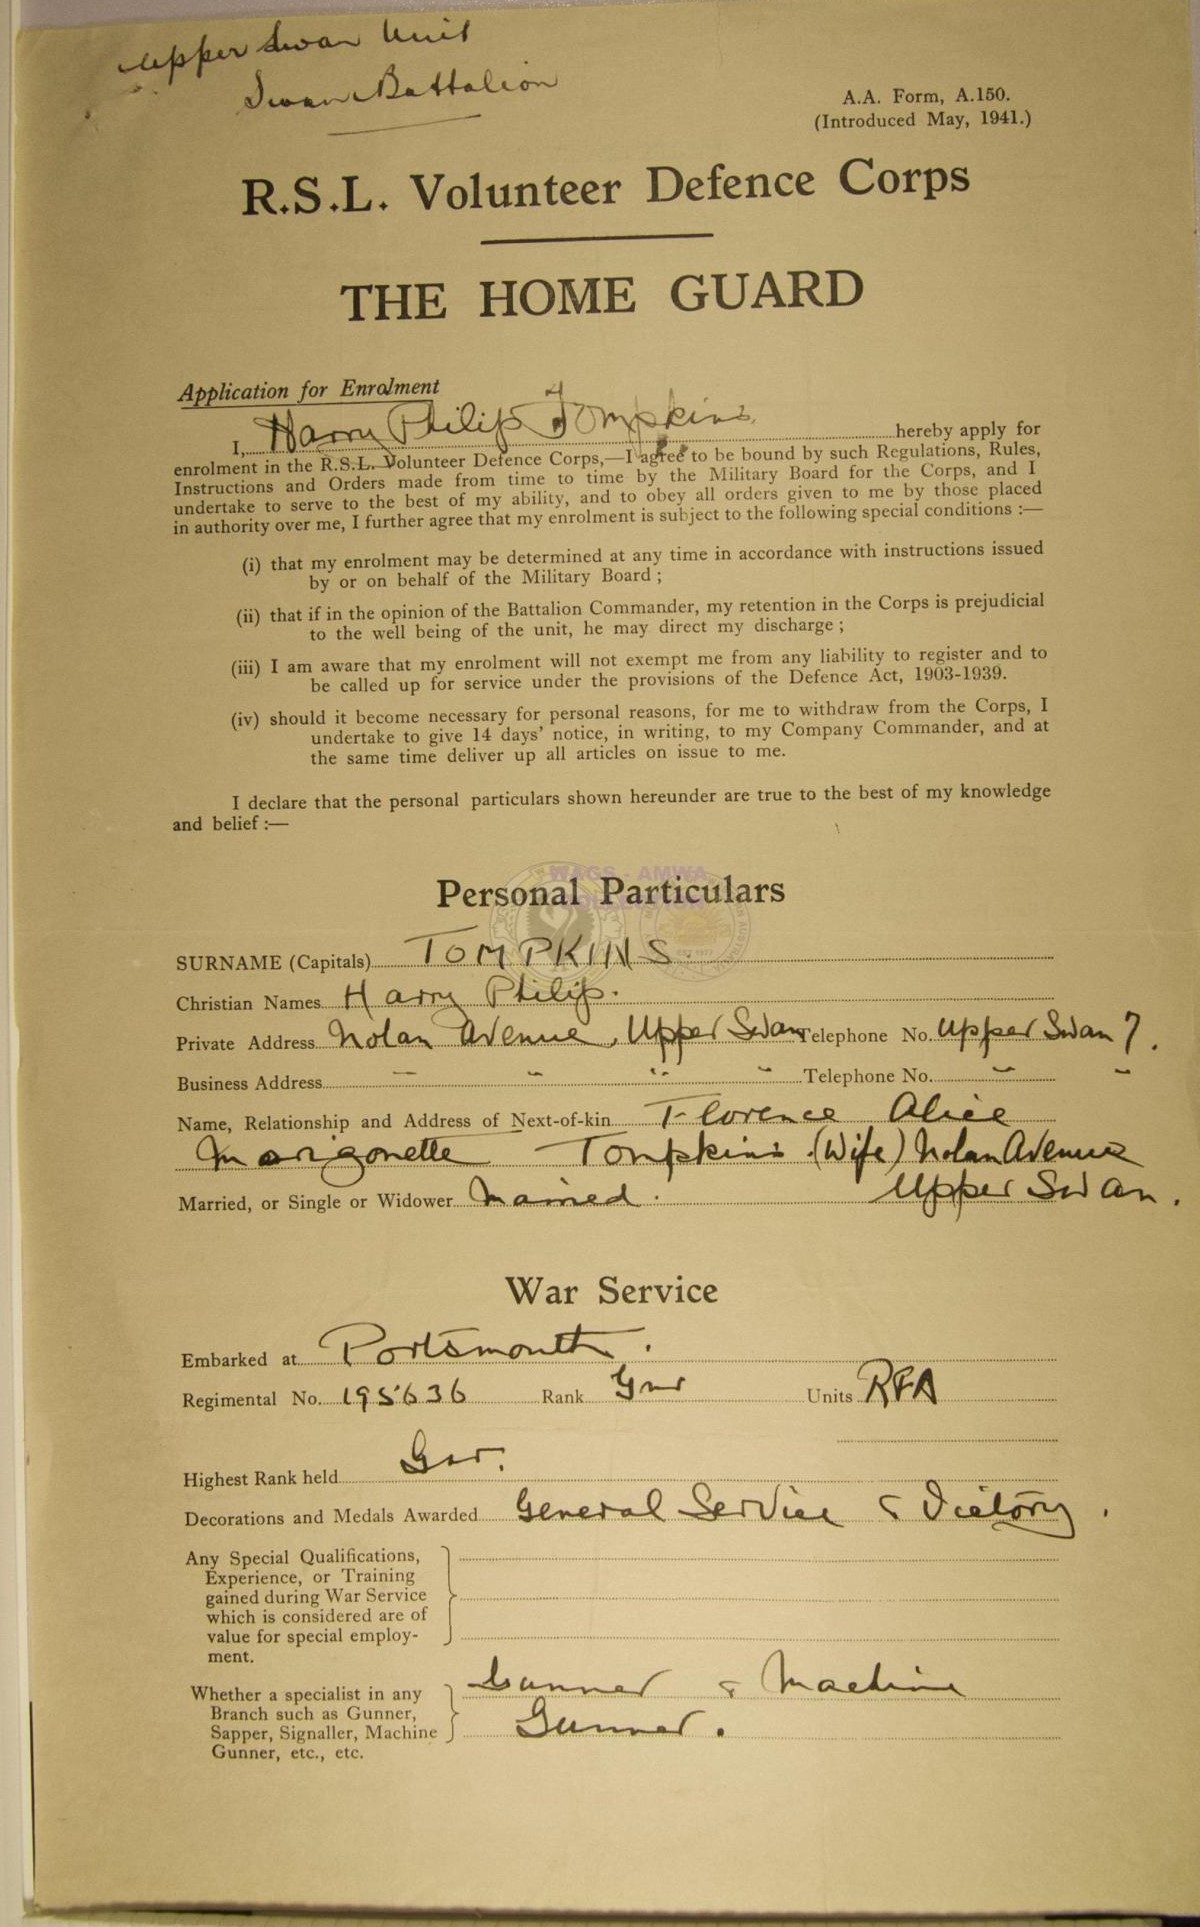 Upper Swan Unit
Swan Battalion
A.A. Form, A.150.
(Introduced May, 1941.)
R.S.L. Volunteer Defence Corps
THE HOME GUARD
Application for Enrolment
I, Harry Philip Tompkins hereby apply for
enrolment in the R.S.L. Volunteer Defence Corps,—I agree to be bound by such Regulations, Rules,
Instructions and Orders made from time to time by the Military Board for the Corps, and I
undertake to serve to the best of my ability, and to obey all orders given to me by those placed
in authority over me, I further agree that my enrolment is subject to the following special conditions :—
(i) that my enrolment may be determined at any time in accordance with instructions issued
by or on behalf of the Military Board ;
(ii) that if in the opinion of the Battalion Commander, my retention in the Corps is prejudicial
to the well being of the unit, he may direct my discharge ;
(iii) I am aware that my enrolment will not exempt me from any liability to register and to
be called up for service under the provisions of the Defence Act, 1903-1939.
(iv) should it become necessary for personal reasons, for me to withdraw from the Corps, I
undertake to give 14 days' notice, in writing, to my Company Commander, and at
the same time deliver up all articles on issue to me.
I declare that the personal particulars shown hereunder are true to the best of my knowledge
and belief :—
WAGS - AMWA
Personal Particulars
SURNAME (Capitals) TOMPKINS.
Christian Names Harry Philip.
Private Address Nolan Avenue, Upper Swan Telephone No. Upper Swan 7.
Business Address " " " " Telephone No. " "
Name, Relationship and Address of Next-of-kin Florence Alice
Marigonette Tompkins (Wife) Nolan Avenue
Upper Swan.
Married, or Single or Widower Married.
War Service
Embarked at Portsmouth.
Regimental No. 195636 Rank Gnr Units RFA
Highest Rank held Gnr.
Decorations and Medals Awarded General Service & Victory.
Any Special Qualifications,
Experience, or Training
gained during War Service
which is considered are of
value for special employ-
ment.
Whether a specialist in any
Branch such as Gunner,
Sapper, Signaller, Machine
Gunner, etc., etc.
Gunner & Machine
Gunner.